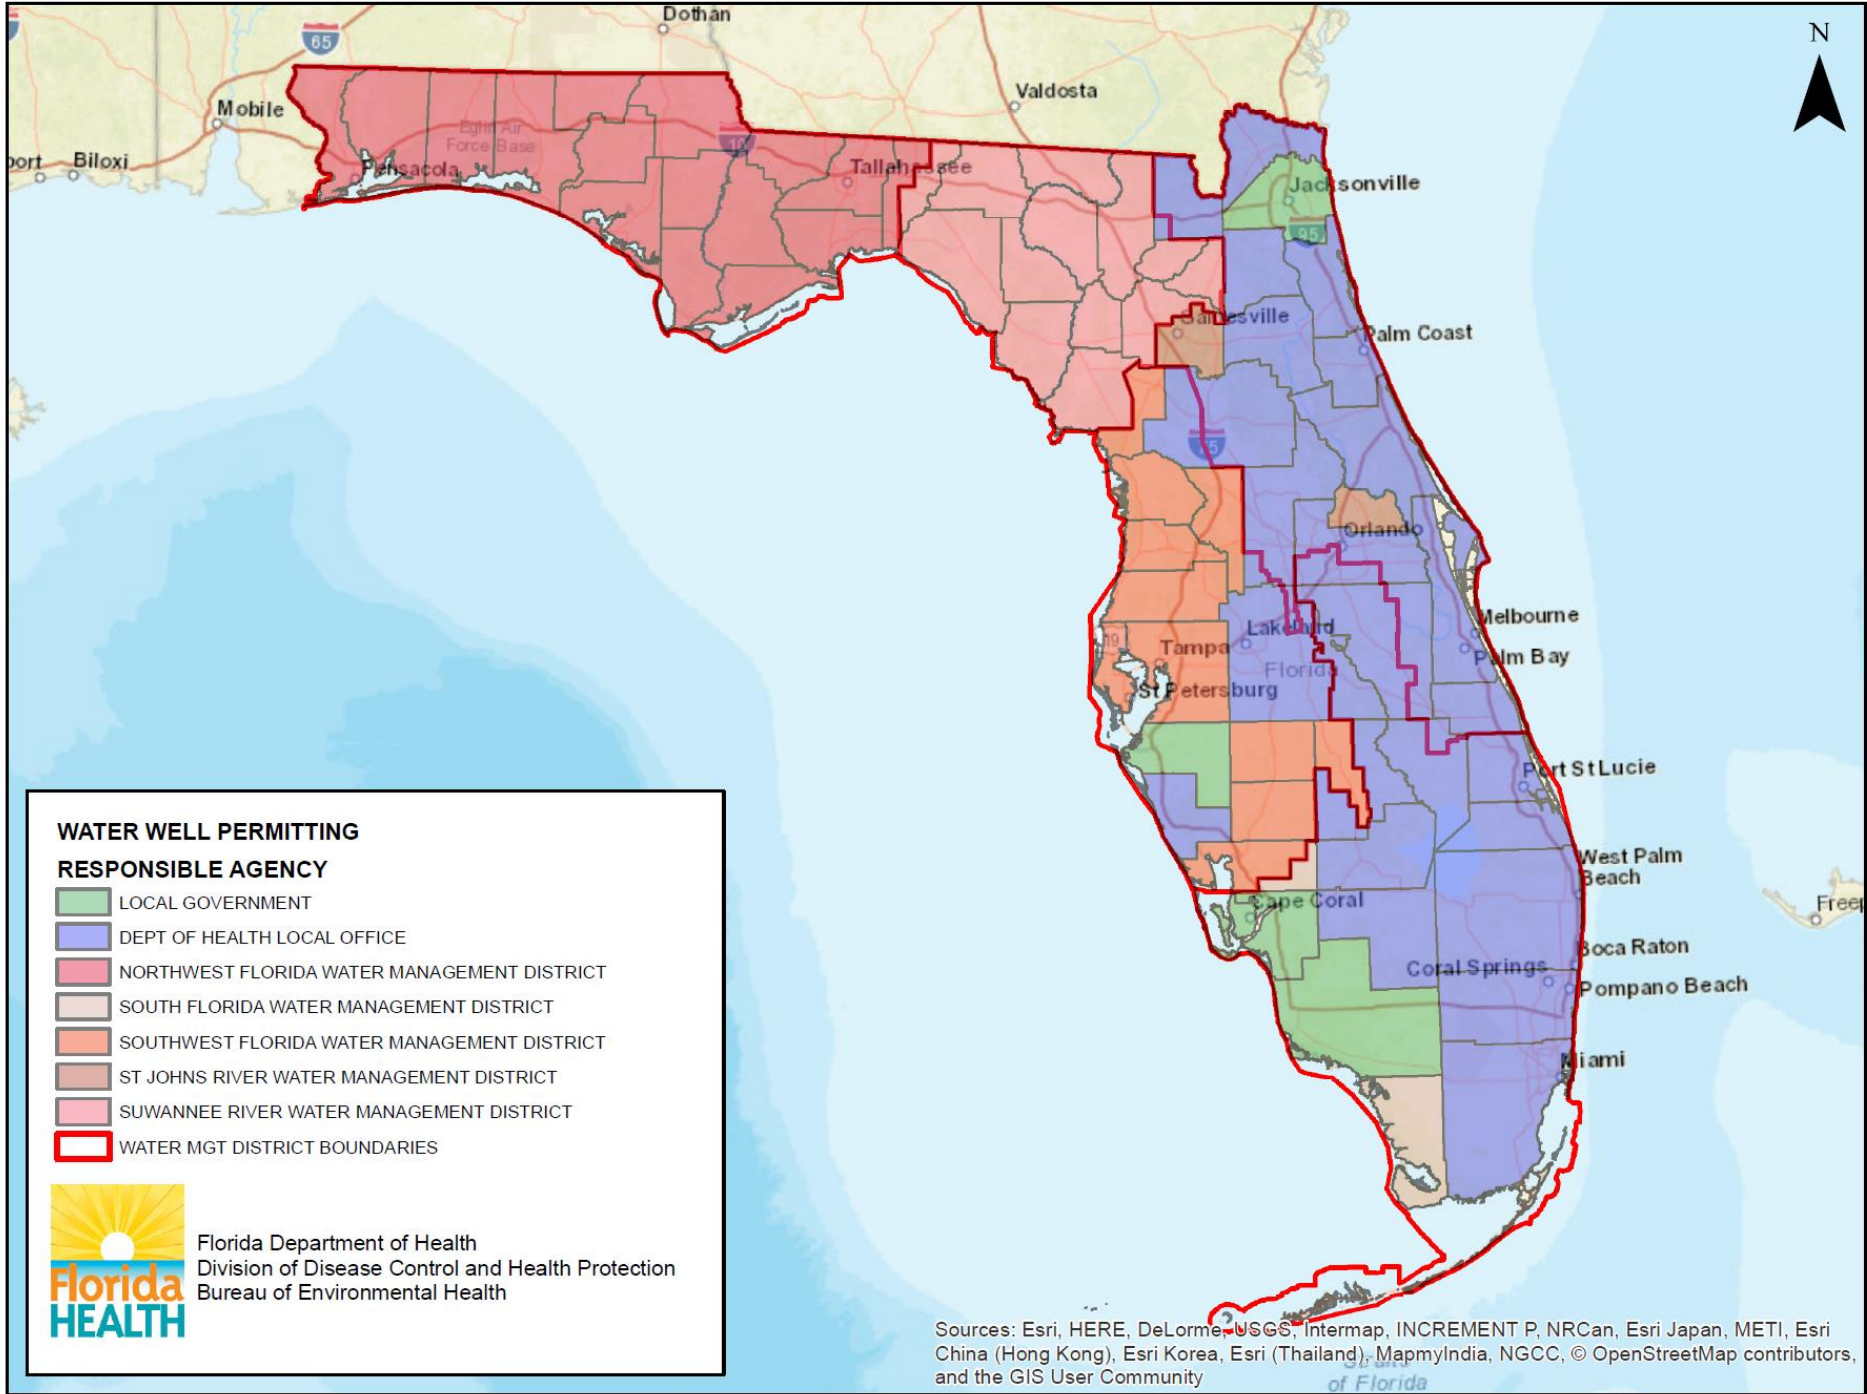 Dothan
N
65
Valdosta
Mobile
Eglin Air
Force Base
10
port
Biloxi
Pensacola
Tallahassee
Jacksonville
95
Gainesville
Palm Coast
75
Orlando
Melbourne
Lakeland
19
Tampa
Palm Bay
Florida
St Petersburg
Port St Lucie
WATER WELL PERMITTING
RESPONSIBLE AGENCY
LOCAL GOVERNMENT
DEPT OF HEALTH LOCAL OFFICE
NORTHWEST FLORIDA WATER MANAGEMENT DISTRICT
SOUTH FLORIDA WATER MANAGEMENT DISTRICT
SOUTHWEST FLORIDA WATER MANAGEMENT DISTRICT
ST JOHNS RIVER WATER MANAGEMENT DISTRICT
SUWANNEE RIVER WATER MANAGEMENT DISTRICT
WATER MGT DISTRICT BOUNDARIES
West Palm
Beach
Cape Coral
Freep
Boca Raton
Coral Springs
Pompano Beach
Miami
Florida
HEALTH
Florida Department of Health
Division of Disease Control and Health Protection
Bureau of Environmental Health
Sources: Esri, HERE, DeLorme, USGS, Intermap, INCREMENT P, NRCan, Esri Japan, METI, Esri
China (Hong Kong), Esri Korea, Esri (Thailand), MapmyIndia, NGCC, © OpenStreetMap contributors,
and the GIS User Community
Straits
of Florida